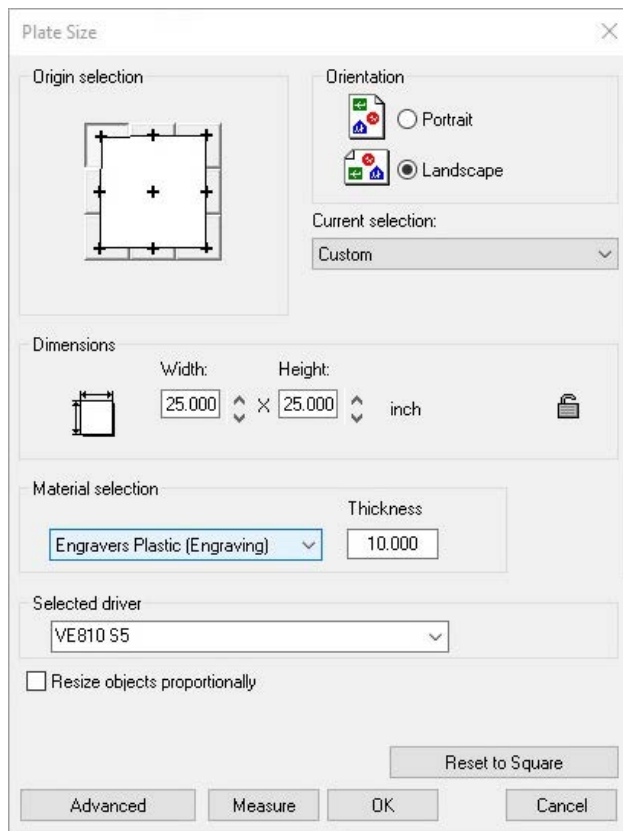 Plate Size
Origin selection
Orientation
Portrait
Landscape
Current selection:
Custom
Dimensions
Width:
Height:
25.000 X 25.000 inch
Material selection
Thickness
Engravers Plastic (Engraving)
10.000
Selected driver
VE810 S5
Resize objects proportionally
Reset to Square
Advanced
Measure
OK
Cancel